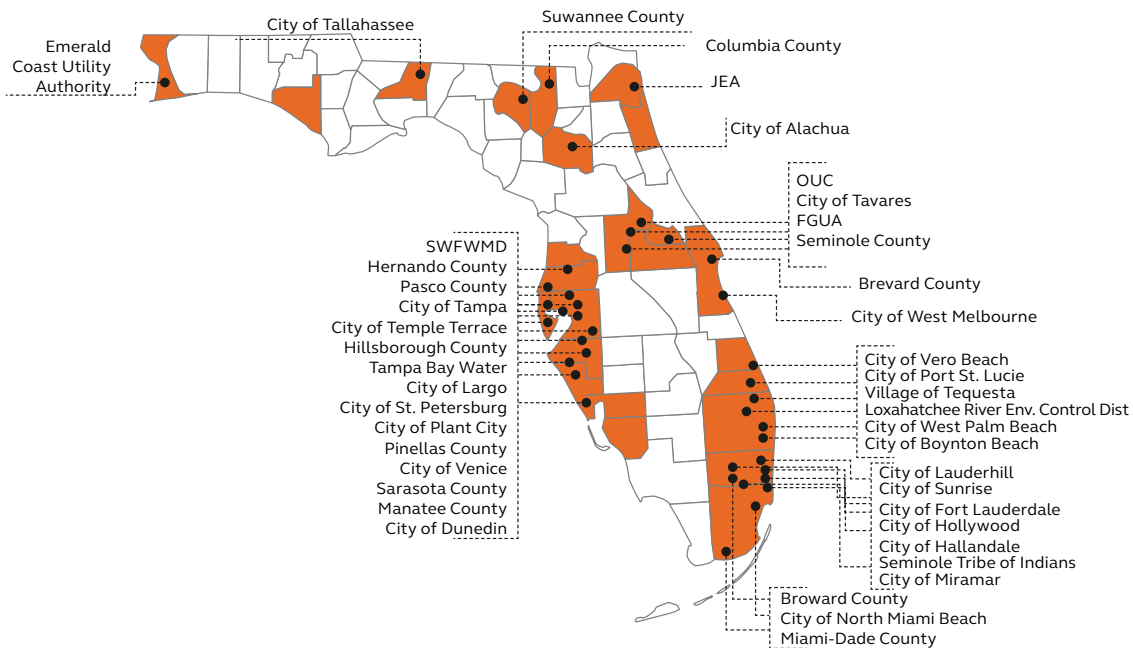 City of Tallahassee
Suwannee County
Emerald
Coast Utility
Authority
Columbia County
JEA
City of Alachua
OUC
City of Tavares
FGUA
Seminole County
Brevard County
City of West Melbourne
SWFWMD
Hernando County
Pasco County
City of Tampa
City of Temple Terrace
Hillsborough County
Tampa Bay Water
City of Largo
City of St. Petersburg
City of Plant City
Pinellas County
City of Venice
Sarasota County
Manatee County
City of Dunedin
City of Vero Beach
City of Port St. Lucie
Village of Tequesta
Loxahatchee River Env. Control Dist
City of West Palm Beach
City of Boynton Beach
City of Lauderhill
City of Sunrise
City of Fort Lauderdale
City of Hollywood
City of Hallandale
Seminole Tribe of Indians
City of Miramar
Broward County
City of North Miami Beach
Miami-Dade County